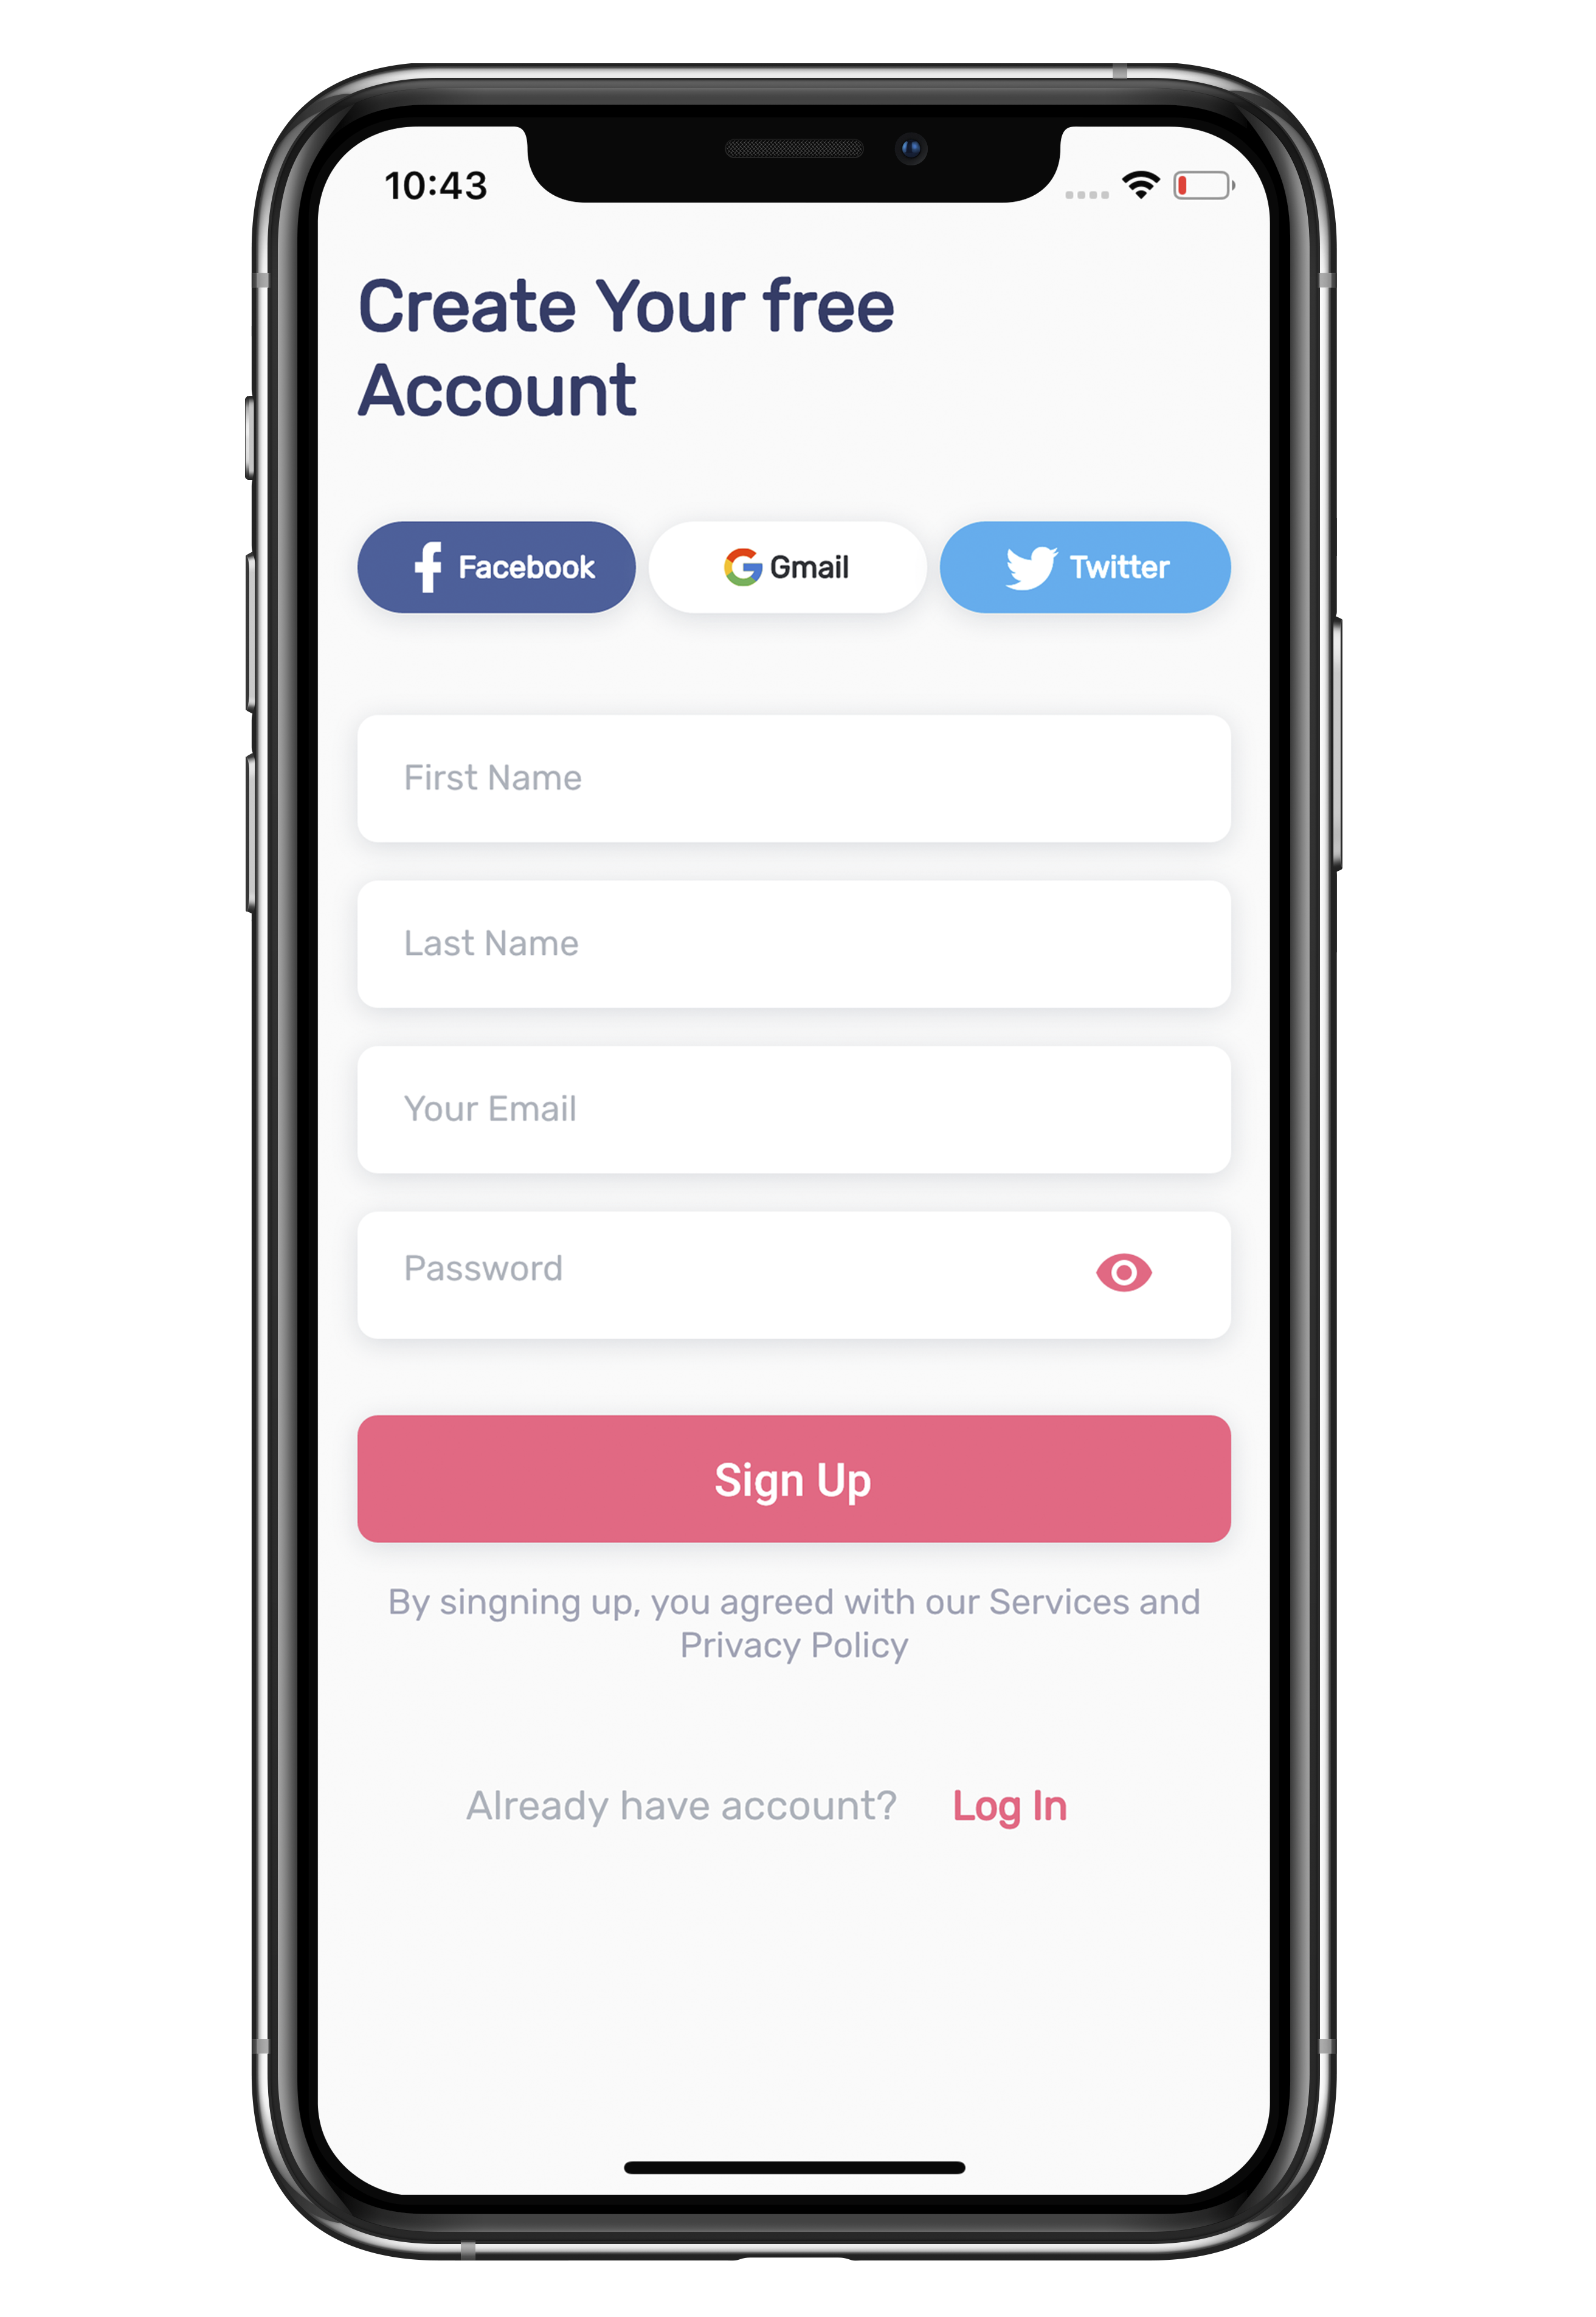 10:43
Create Your free
Account
Facebook
Gmail
Twitter
First Name
Last Name
Your Email
Password
Sign Up
By singning up, you agreed with our Services and
Privacy Policy
Already have account? Log In